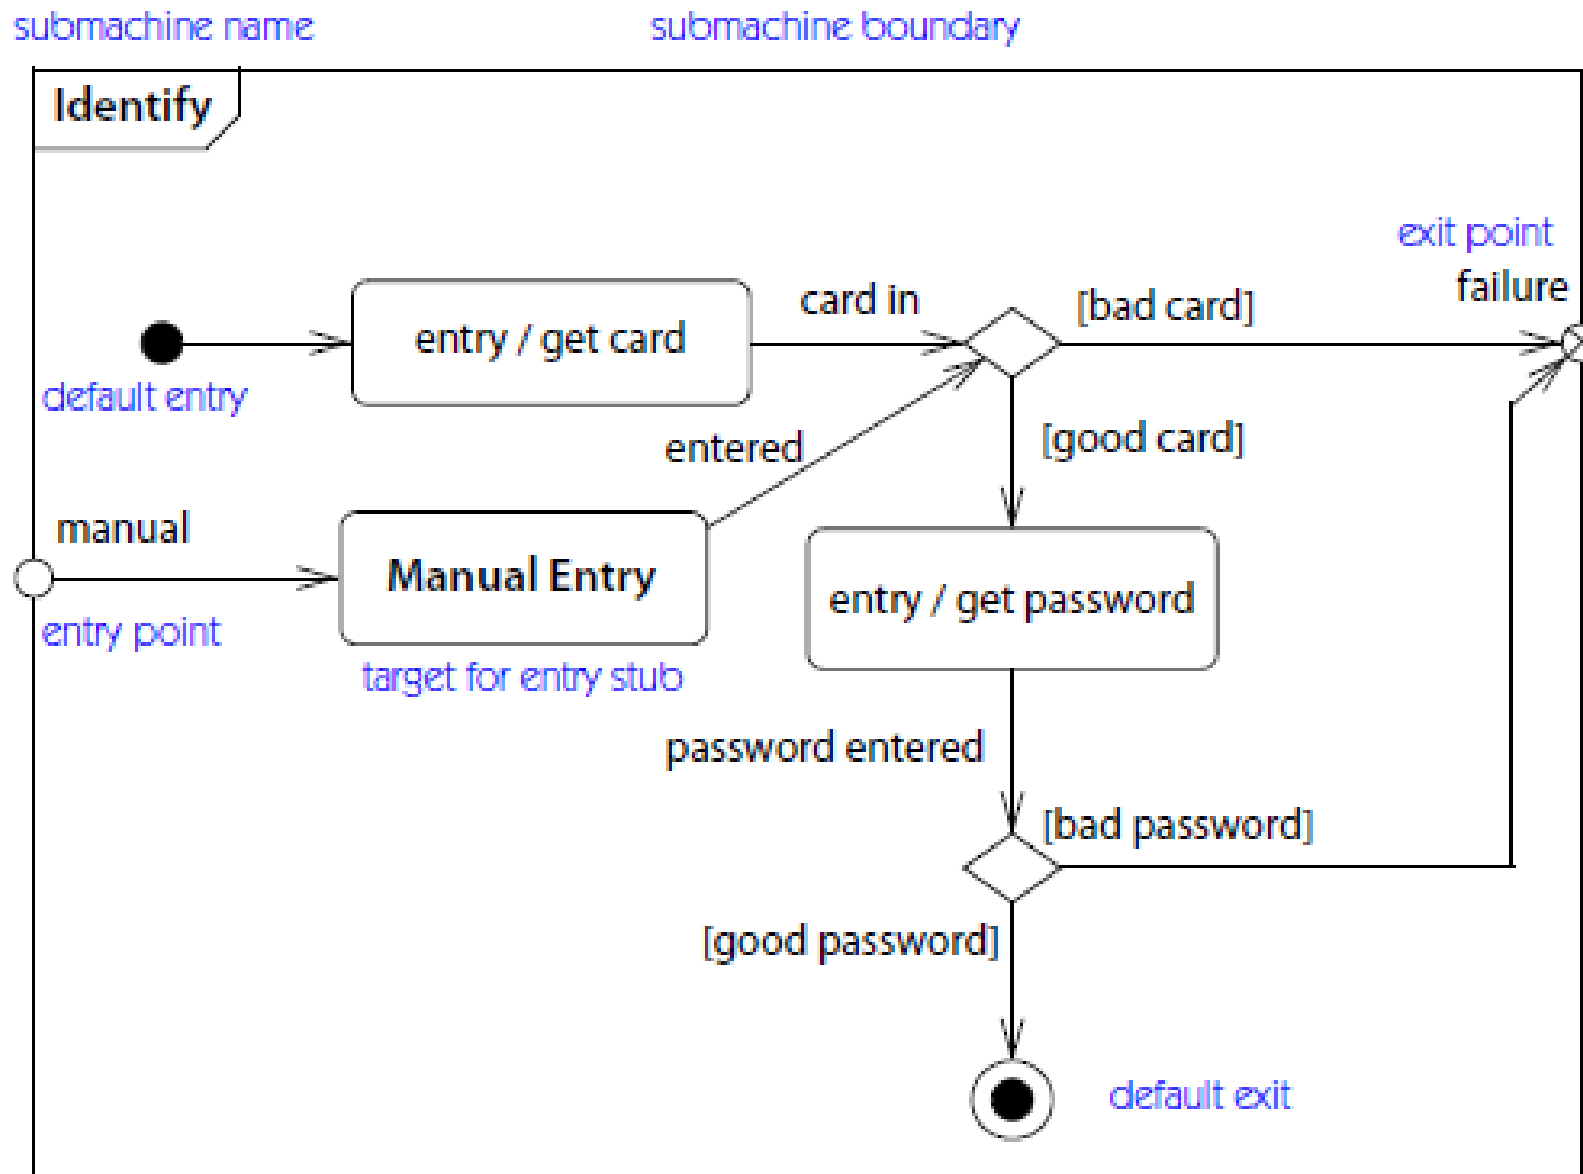 submachine name
submachine boundary
Identify
exit point
failure
card in
[bad card]
entry / get card
default entry
entered
[good card]
manual
Manual Entry
entry / get password
entry point
target for entry stub
password entered
[bad password]
[good password]
default exit